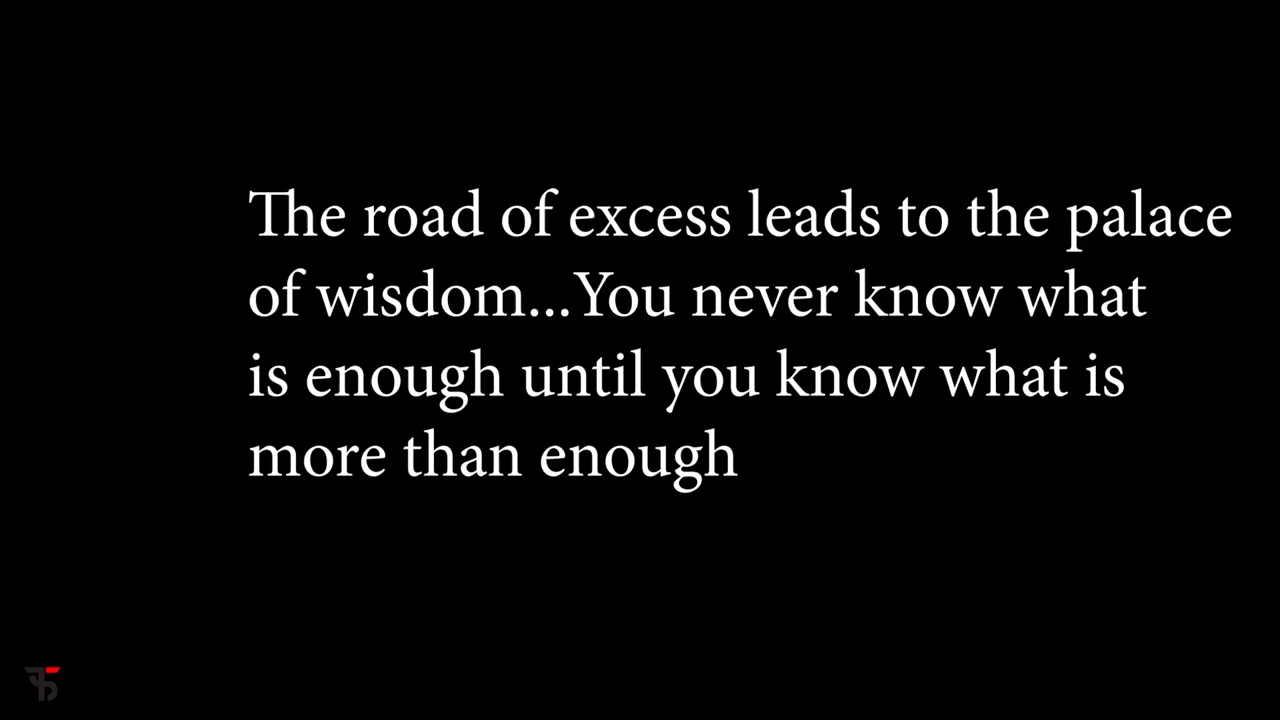 The road of excess leads to the palace
of wisdom...You never know what
is enough until you know what is
more than enough